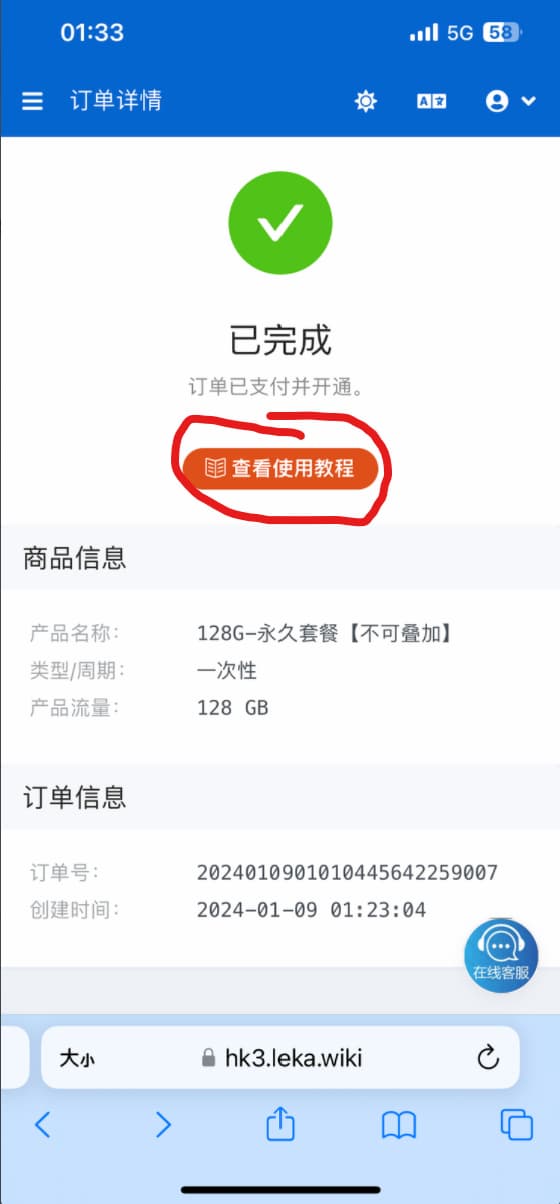 01:33 5G 58
订单详情
已完成
订单已支付并开通。
查看使用教程
商品信息
产品名称: 128G-永久套餐【不可叠加】
类型/周期: 一次性
产品流量: 128 GB
订单信息
订单号: 2024010901010445642259007
创建时间: 2024-01-09 01:23:04
在线客服
大小 hk3.leka.wiki